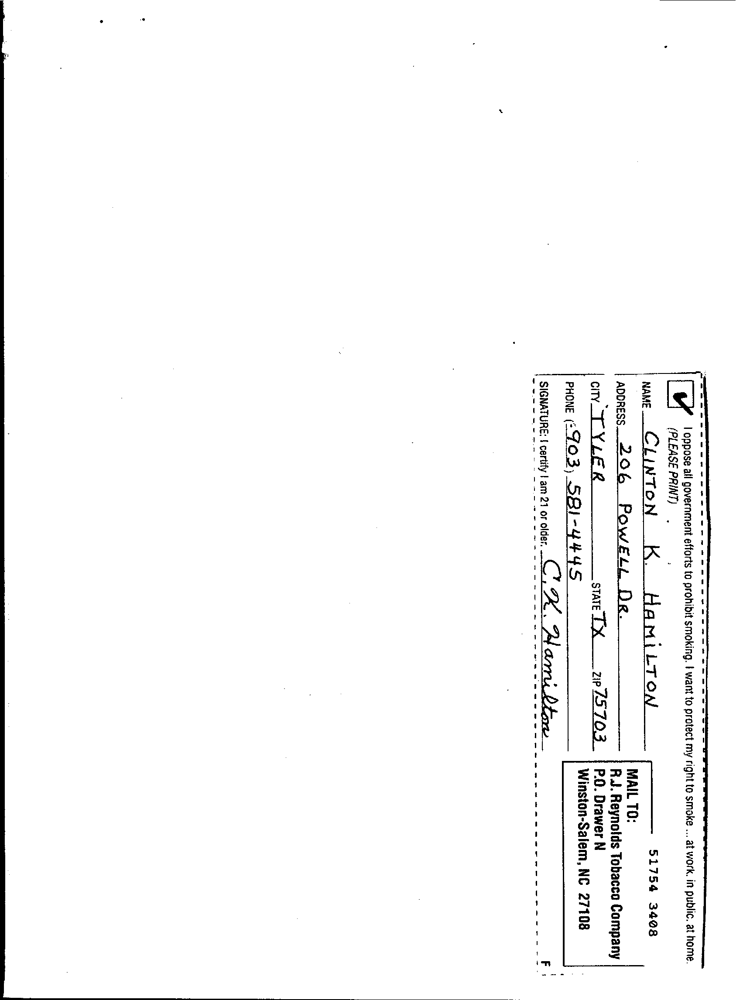 I oppose all government efforts to prohibit smoking. I want to protect my right to smoke ... at work, in public, at home.
(PLEASE PRINT)
51754 3408
NAME CLINTON K. HAMILTON
ADDRESS 206 POWELL DR.
CITY TYLER STATE TX ZIP 75703
PHONE (903) 581-4445
SIGNATURE: I certify I am 21 or older. C.K. Hamilton
MAIL TO:
R.J. Reynolds Tobacco Company
P.O. Drawer N
Winston-Salem, NC 27108
F